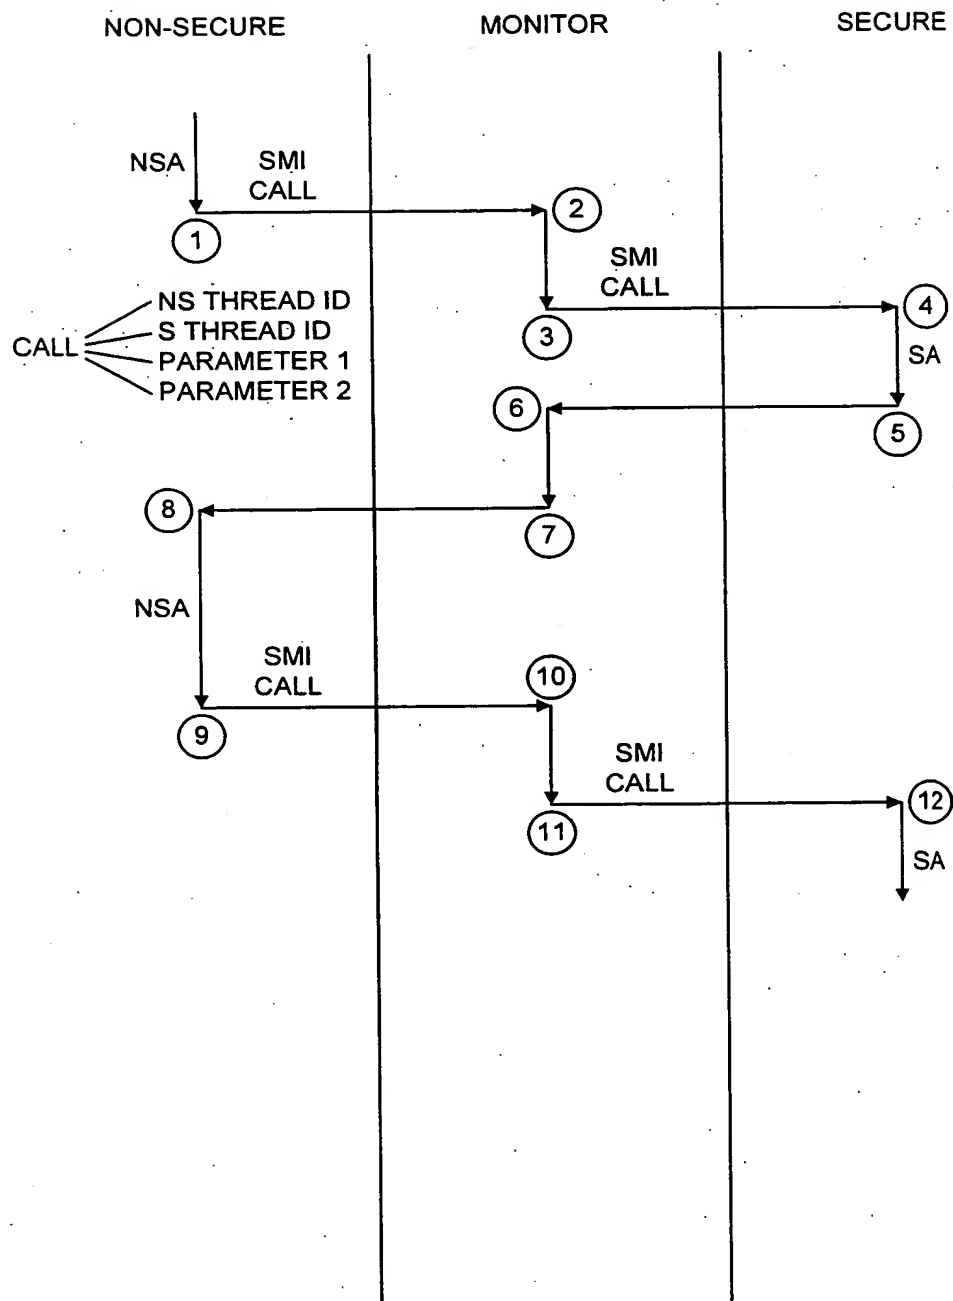 NON-SECURE
MONITOR
SECURE
NSA
SMI
CALL
2
1
SMI
CALL
4
3
NS THREAD ID
S THREAD ID
CALL
PARAMETER 1
PARAMETER 2
SA
6
5
8
7
NSA
SMI
CALL
10
9
SMI
CALL
12
11
SA